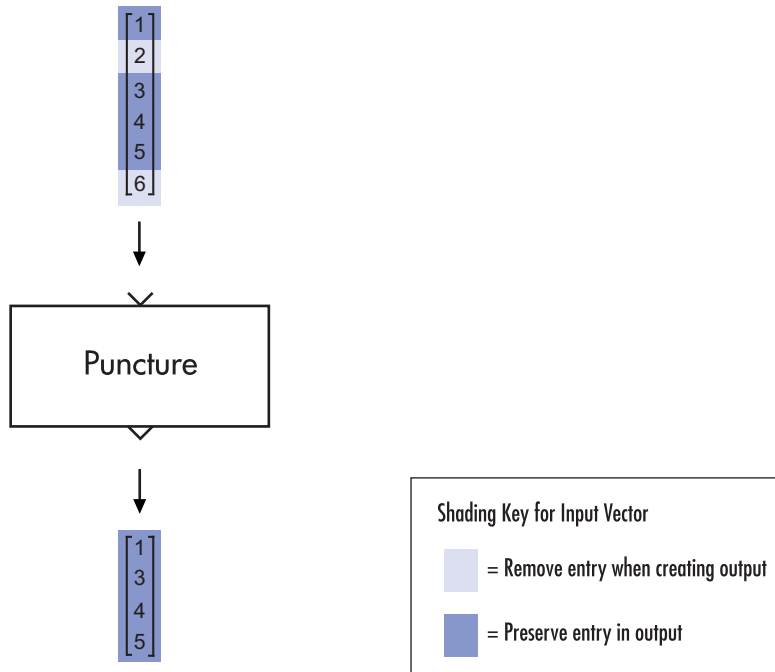 1
2
3
4
5
6
Puncture
1
3
4
5
Shading Key for Input Vector
= Remove entry when creating output
= Preserve entry in output